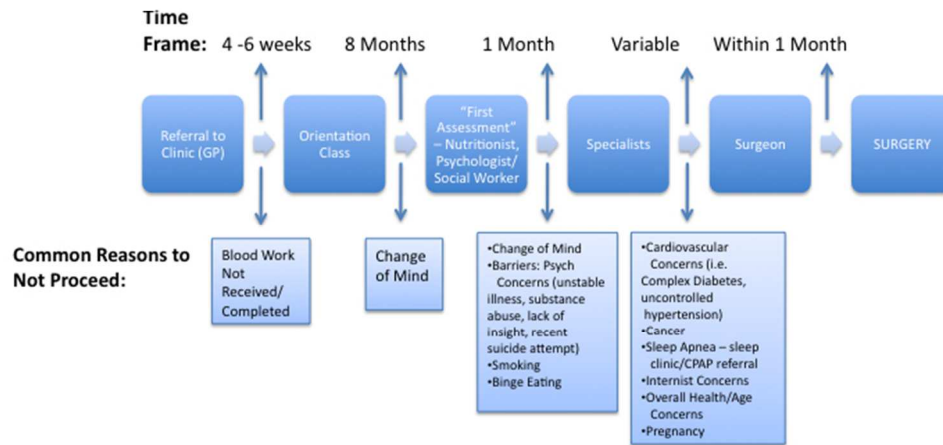 Time
Frame: 4 -6 weeks 8 Months 1 Month Variable Within 1 Month
Referral to
Clinic (GP)
Orientation
Class
"First
Assessment"
– Nutritionist,
Psychologist/
Social Worker
Specialists
Surgeon
SURGERY
Common Reasons to
Not Proceed:
Blood Work
Not
Received/
Completed
Change
of Mind
•Change of Mind
•Barriers: Psych
Concerns (unstable
illness, substance
abuse, lack of
insight, recent
suicide attempt)
•Smoking
•Binge Eating
•Cardiovascular
Concerns (i.e.
Complex Diabetes,
uncontrolled
hypertension)
•Cancer
•Sleep Apnea – sleep
clinic/CPAP referral
•Internist Concerns
•Overall Health/Age
Concerns
•Pregnancy